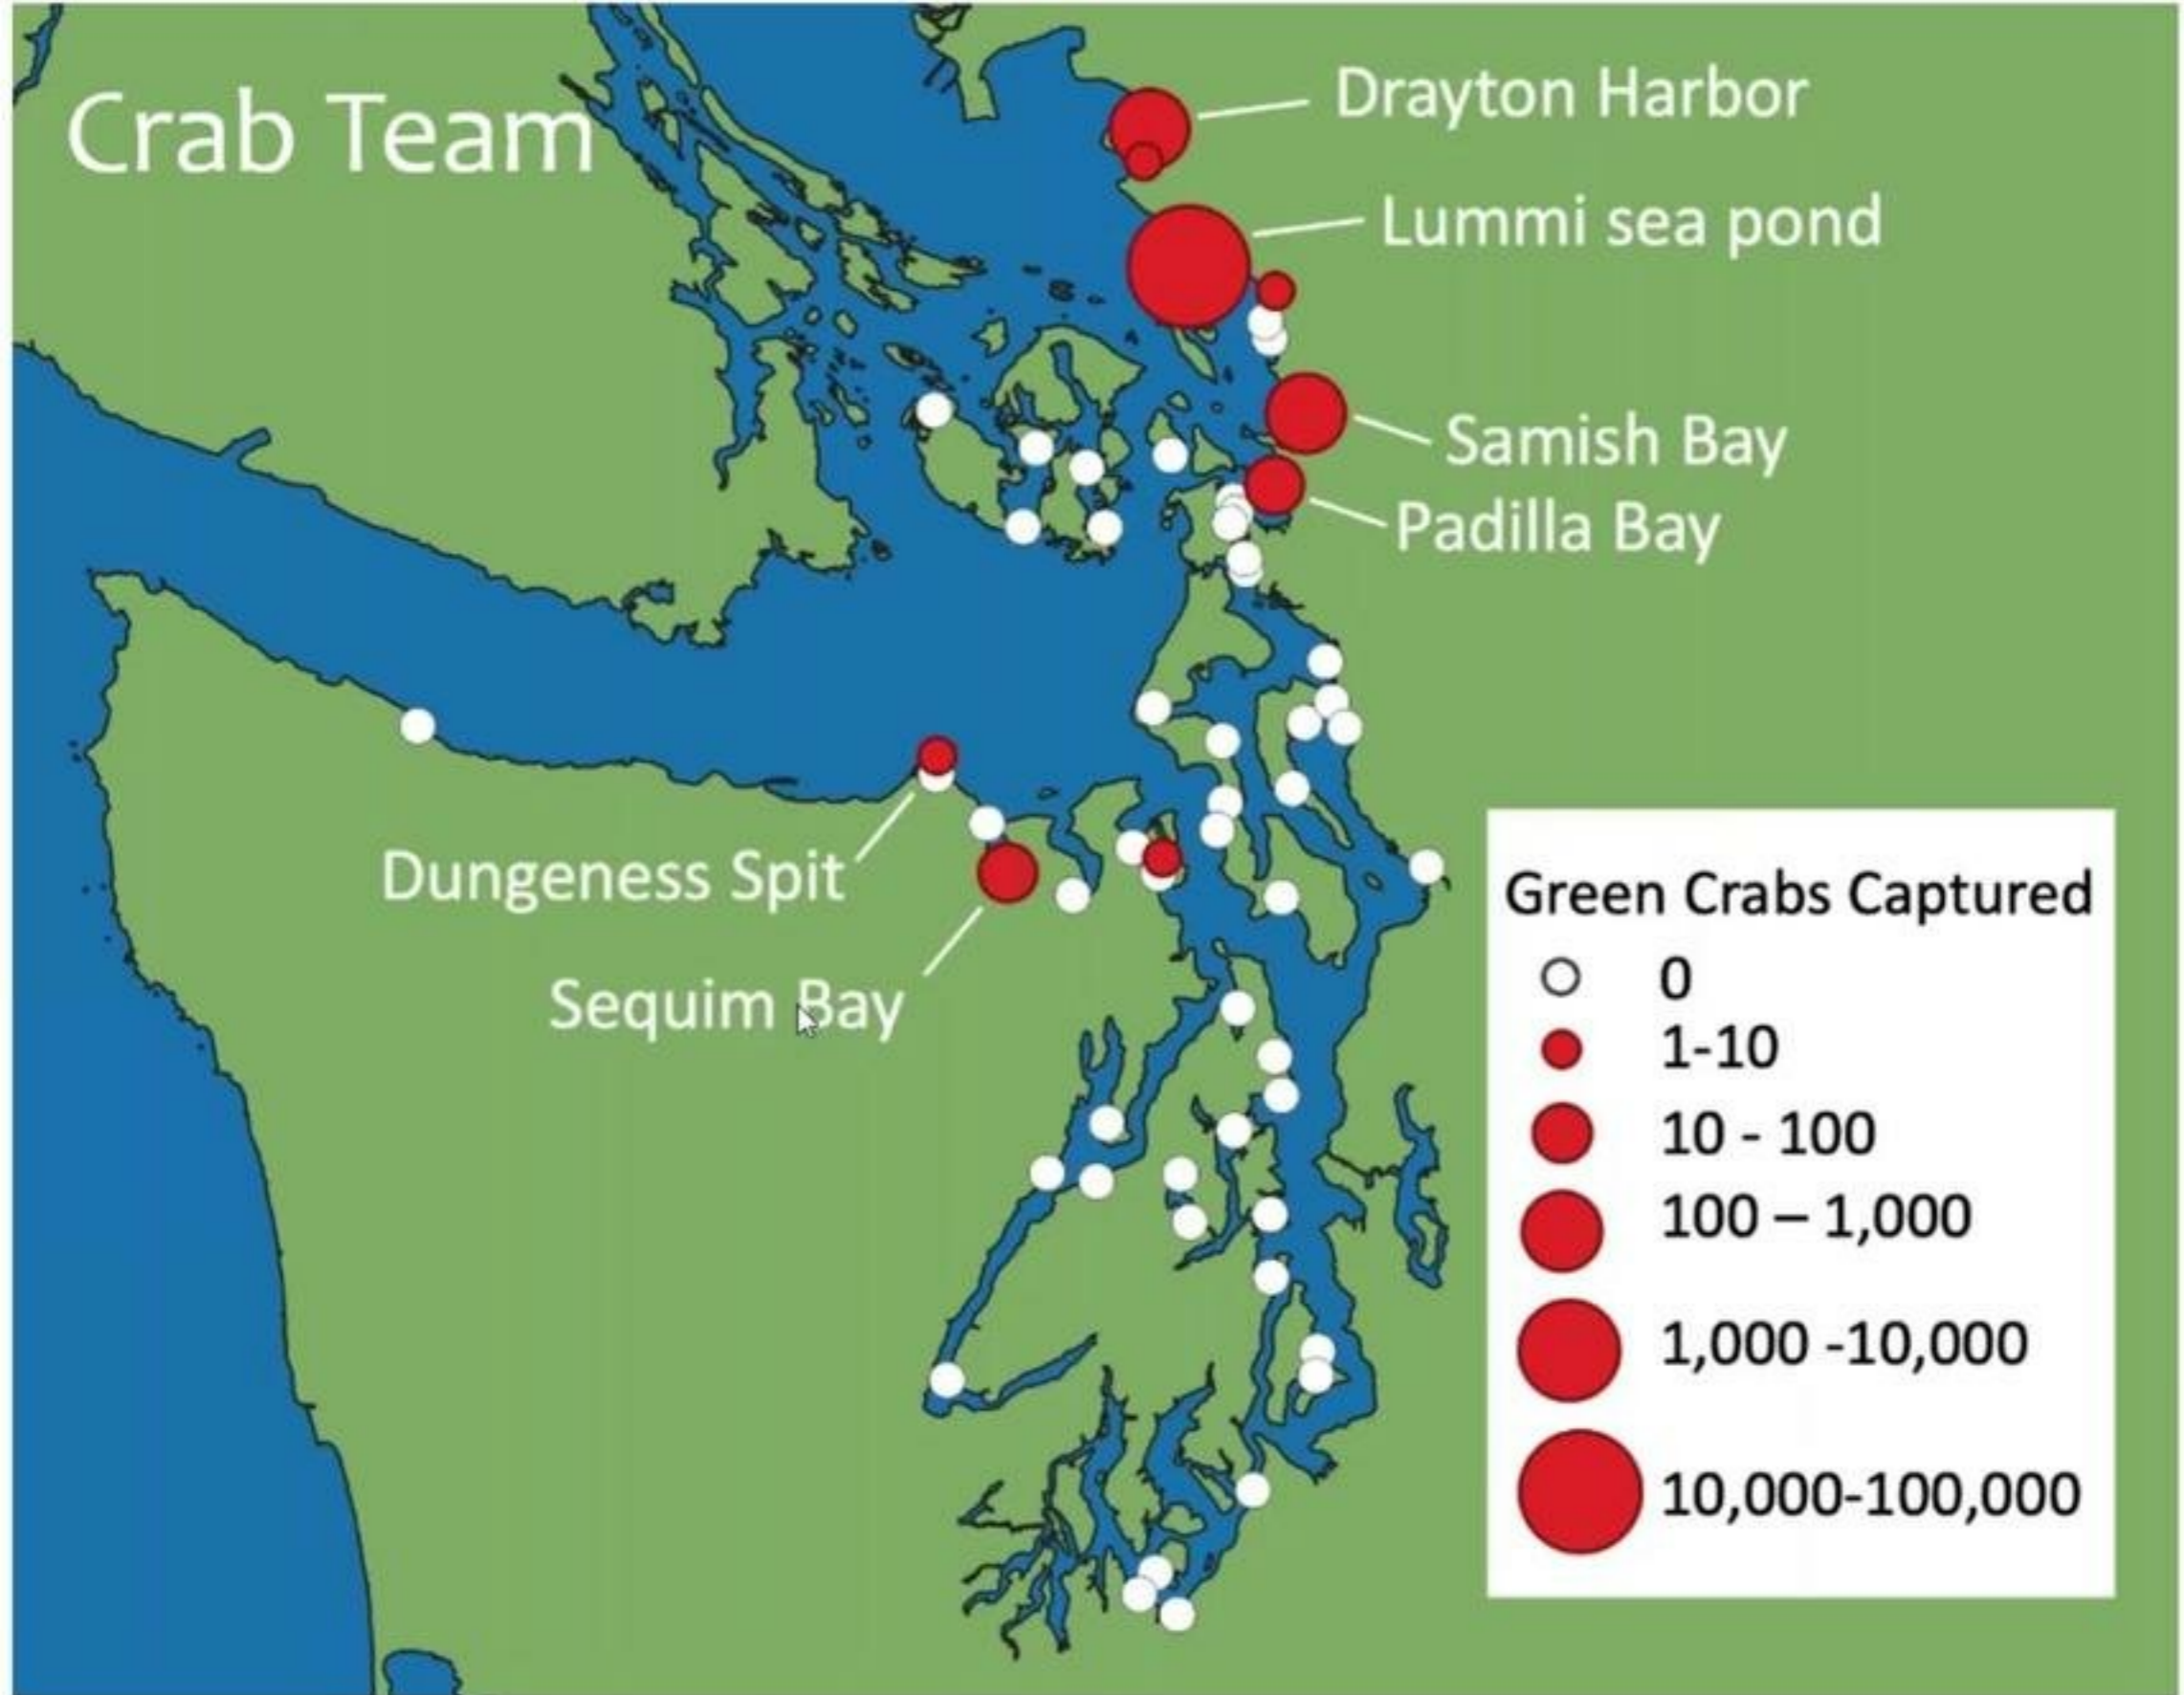 Crab Team
Drayton Harbor
Lummi sea pond
Samish Bay
Padilla Bay
Dungeness Spit
Sequim Bay
Green Crabs Captured
0
1-10
10 - 100
100 – 1,000
1,000 -10,000
10,000-100,000